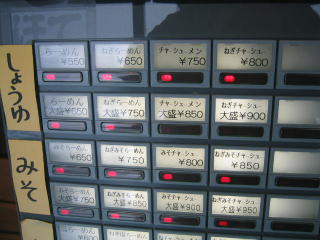 しょうゆ
らーめん
¥550
ねぎらーめん
¥650
チャーシューメン
¥750
ねぎチャーシュー
¥800
らーめん
大盛¥650
ねぎらーめん
大盛¥750
チャーシューメン
大盛¥850
ねぎチャーシュー
大盛¥900
みそ
みそらーめん
¥650
ねぎみそらーめん
¥750
みそチャーシュー
¥800
ねぎみそチャーシュー
¥850
みそらーめん
大盛¥750
ねぎみそらーめん
大盛¥850
みそチャーシュー
大盛¥900
ねぎみそチャーシュー
大盛¥950